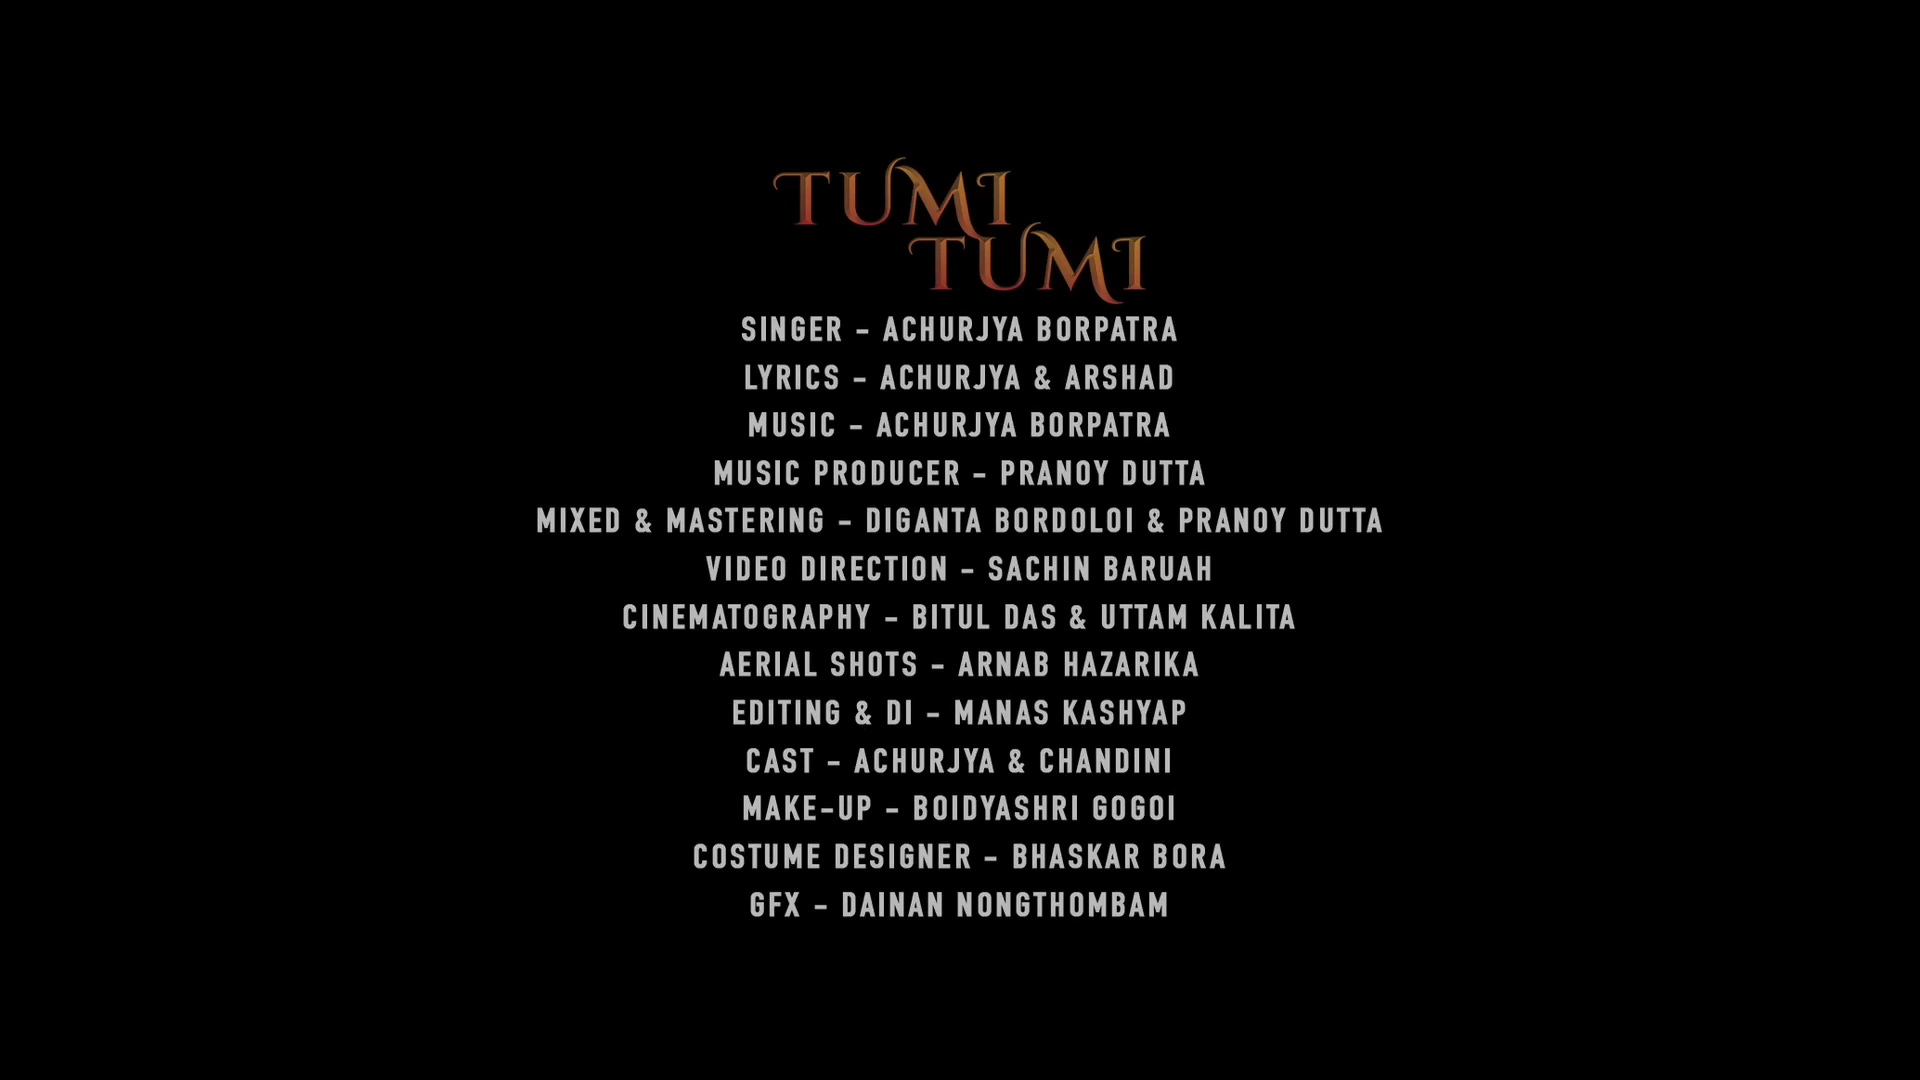 TUMI
TUMI
SINGER - ACHURJYA BORPATRA
LYRICS - ACHURJYA & ARSHAD
MUSIC - ACHURJYA BORPATRA
MUSIC PRODUCER - PRANOY DUTTA
MIXED & MASTERING - DIGANTA BORDOLOI & PRANOY DUTTA
VIDEO DIRECTION - SACHIN BARUAH
CINEMATOGRAPHY - BITUL DAS & UTTAM KALITA
AERIAL SHOTS - ARNAB HAZARIKA
EDITING & DI - MANAS KASHYAP
CAST - ACHURJYA & CHANDINI
MAKE-UP - BOIDYASHRI GOGOI
COSTUME DESIGNER - BHASKAR BORA
GFX - DAINAN NONGTHOMBAM